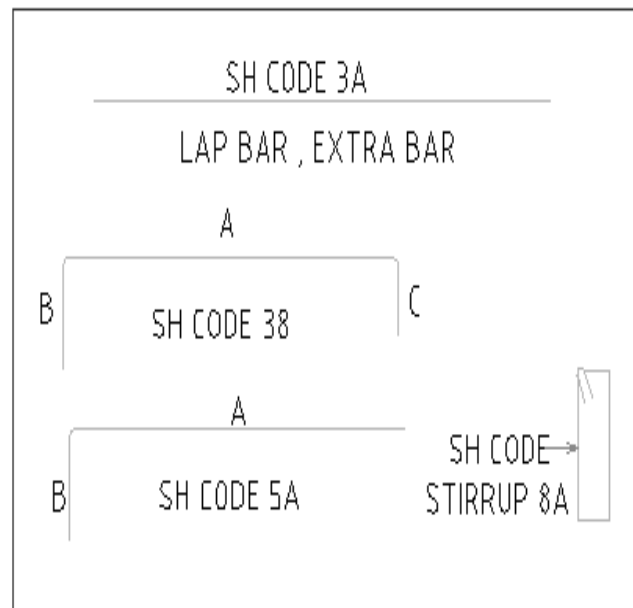 SH CODE 3A
LAP BAR , EXTRA BAR
A
B
C
SH CODE 38
A
B
SH CODE 5A
SH CODE
STIRRUP 8A